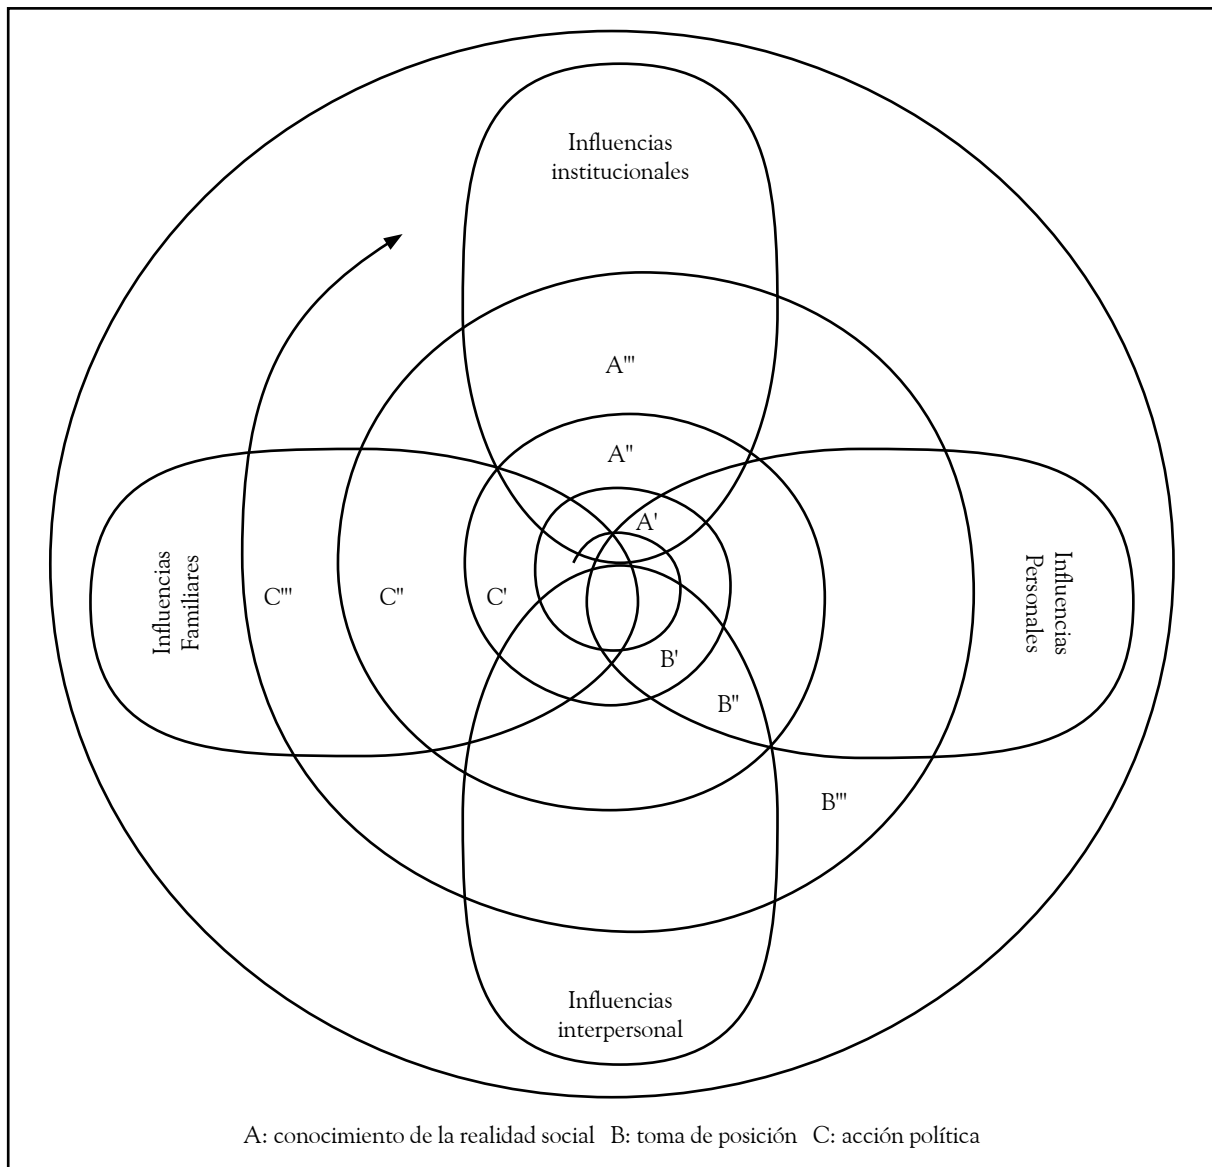 Influencias
institucionales
A'''
A''
A'
Influencias
Familiares
C'''
C''
C'
Influencias
Personales
B'
B''
B'''
Influencias
interpersonal
A: conocimiento de la realidad social B: toma de posición C: acción política